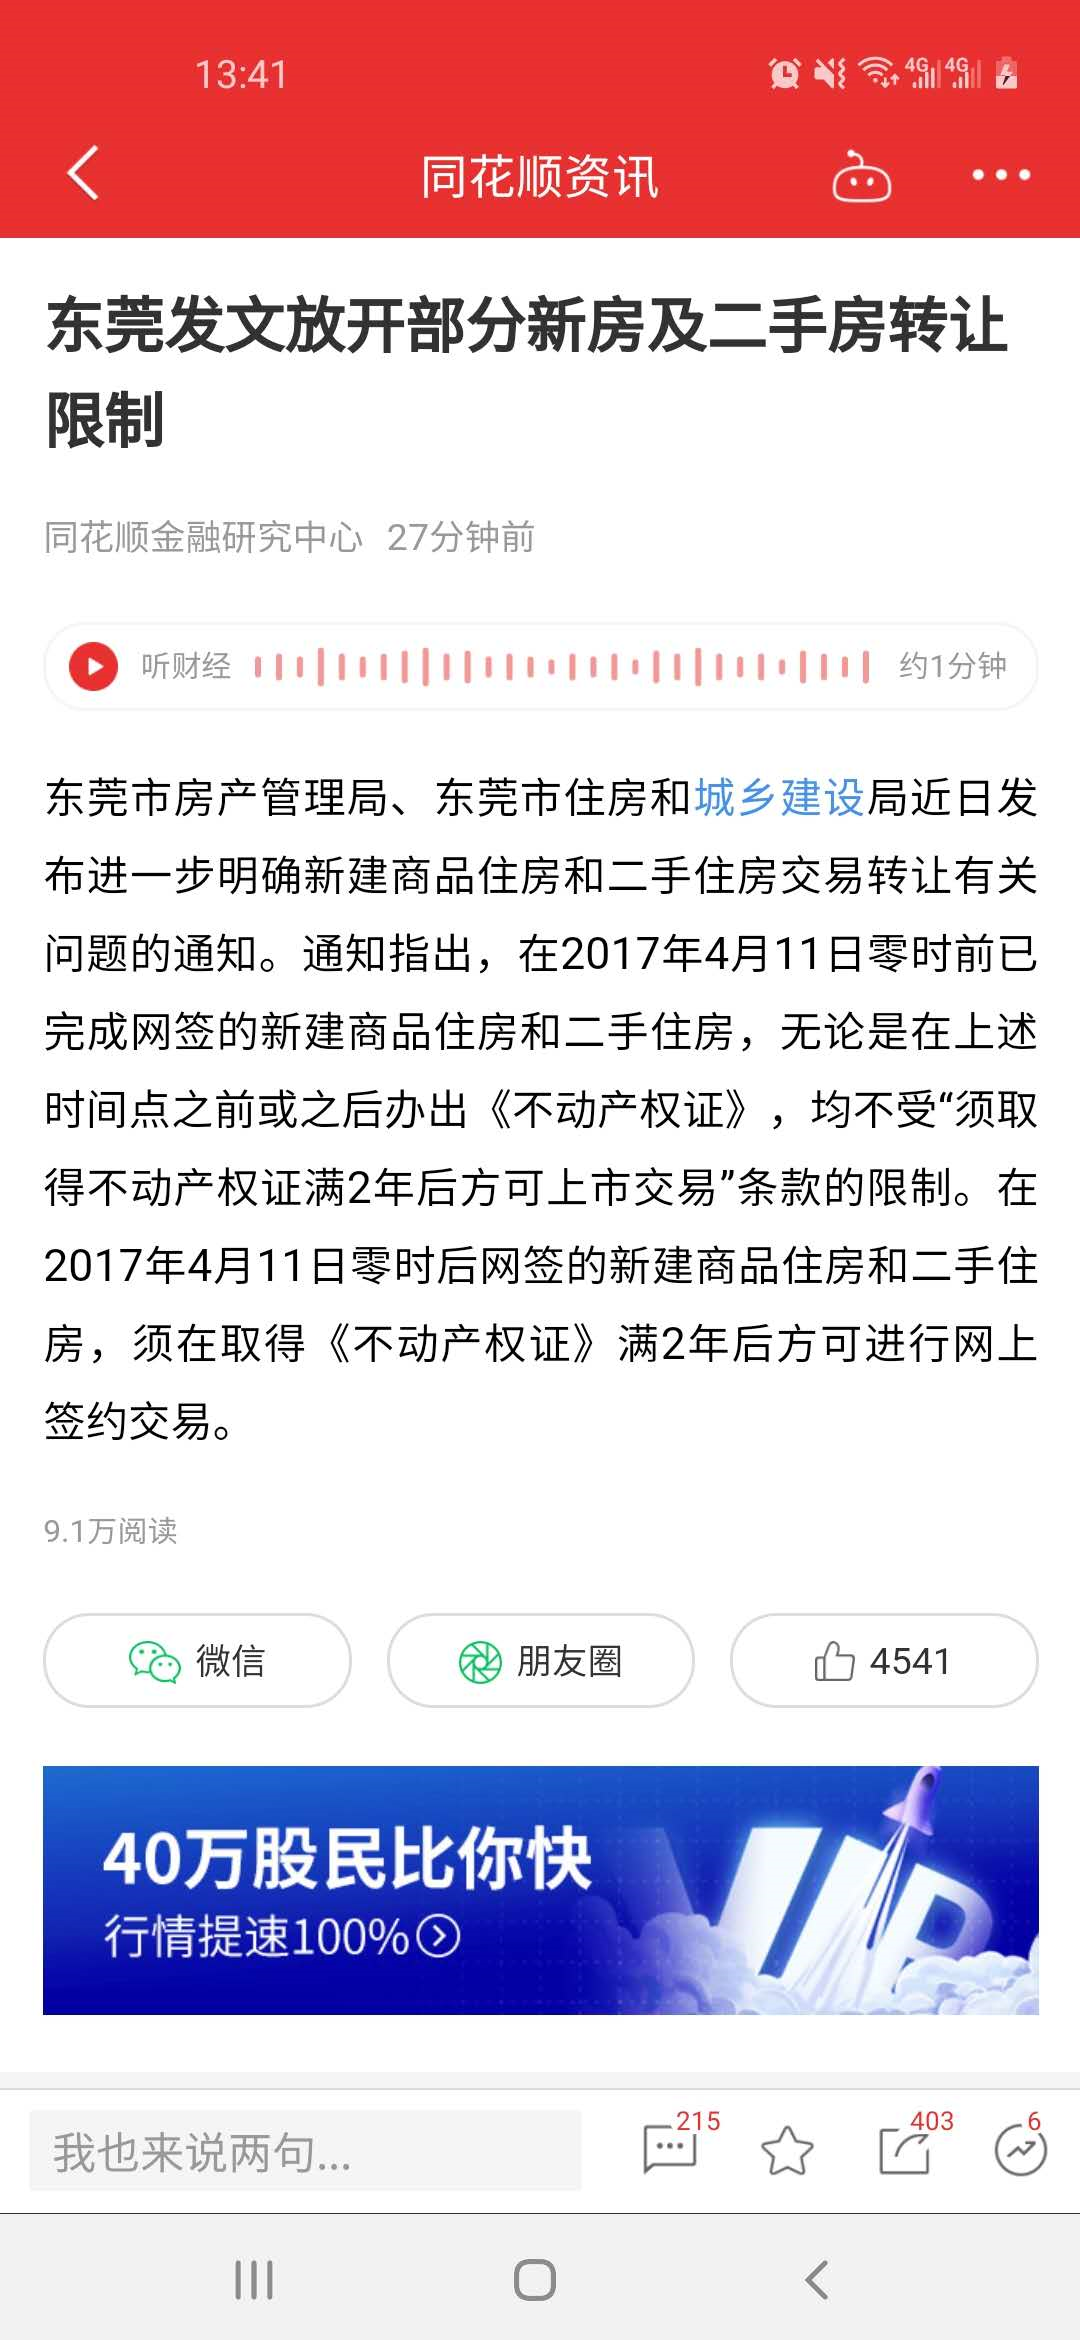 13:41
4G 4G
同花顺资讯
东莞发文放开部分新房及二手房转让
限制
同花顺金融研究中心 27分钟前
听财经 约1分钟
东莞市房产管理局、东莞市住房和城乡建设局近日发
布进一步明确新建商品住房和二手住房交易转让有关
问题的通知。通知指出，在2017年4月11日零时前已
完成网签的新建商品住房和二手住房，无论是在上述
时间点之前或之后办出《不动产权证》，均不受“须取
得不动产权证满2年后方可上市交易”条款的限制。在
2017年4月11日零时后网签的新建商品住房和二手住
房，须在取得《不动产权证》满2年后方可进行网上
签约交易。
9.1万阅读
微信 朋友圈 4541
40万股民比你快
行情提速100%
VIP
我也来说两句... 215 403 6